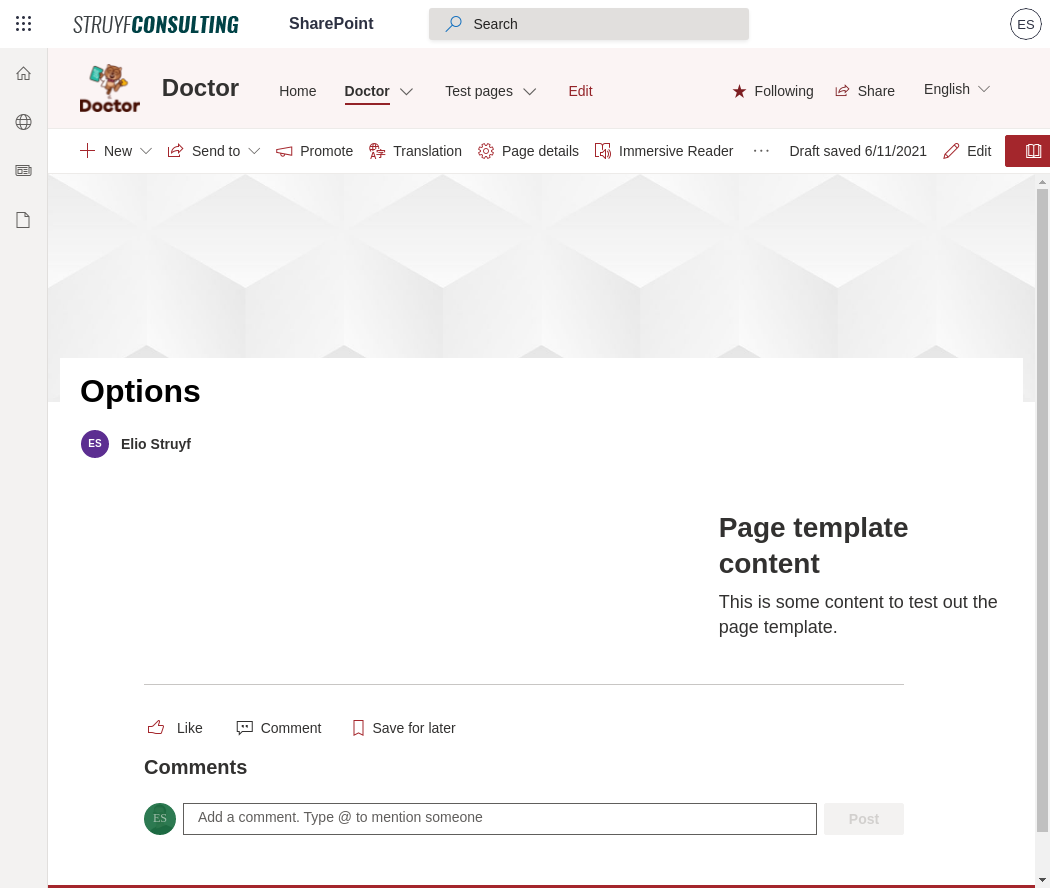 STRUYFCONSULTING SharePoint Search ES
Doctor Doctor Home Doctor Test pages Edit Following Share English
New Send to Promote Translation Page details Immersive Reader ... Draft saved 6/11/2021 Edit
Options
ES Elio Struyf
Page template
content
This is some content to test out the
page template.
Like Comment Save for later
Comments
ES Add a comment. Type @ to mention someone Post